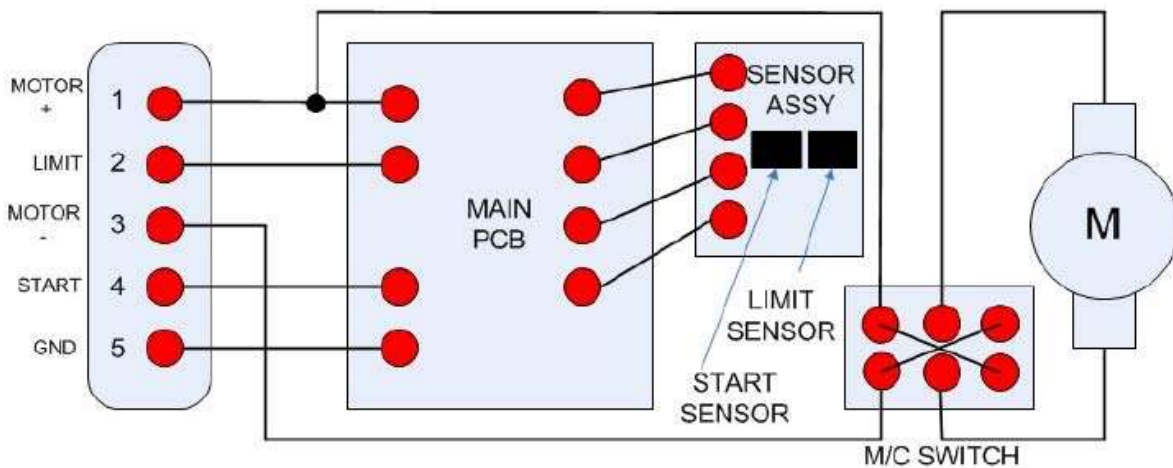 MOTOR
+
1
LIMIT
2
MOTOR
-
3
START
4
GND
5
MAIN
PCB
SENSOR
ASSY
LIMIT
SENSOR
START
SENSOR
M/C SWITCH
M